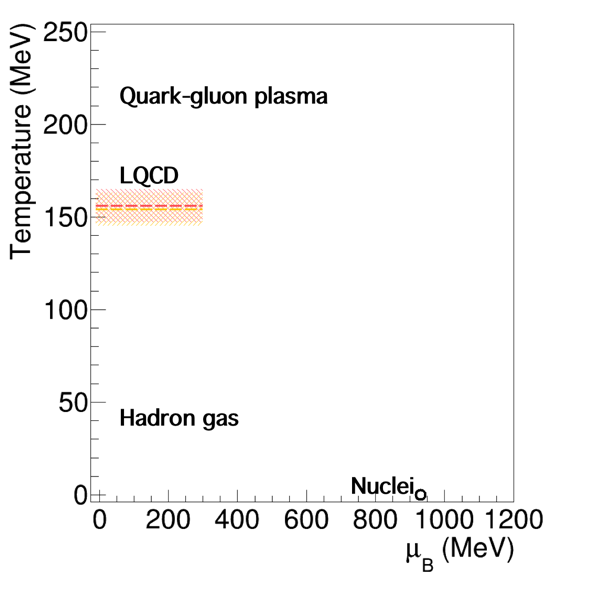 Temperature (MeV)
250
200
150
100
50
0
Quark-gluon plasma
LQCD
Hadron gas
Nuclei
0 200 400 600 800 1000 1200
μB (MeV)